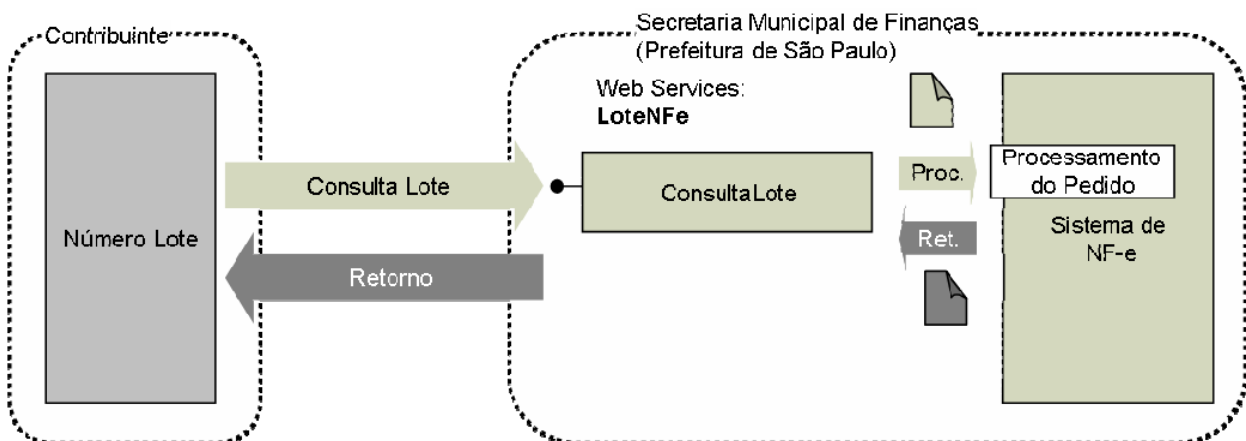 Contribuinte
Número Lote
Consulta Lote
Retorno
Secretaria Municipal de Finanças
(Prefeitura de São Paulo)
Web Services:
LoteNFe
ConsultaLote
Proc.
Ret.
Processamento
do Pedido
Sistema de
NF-e